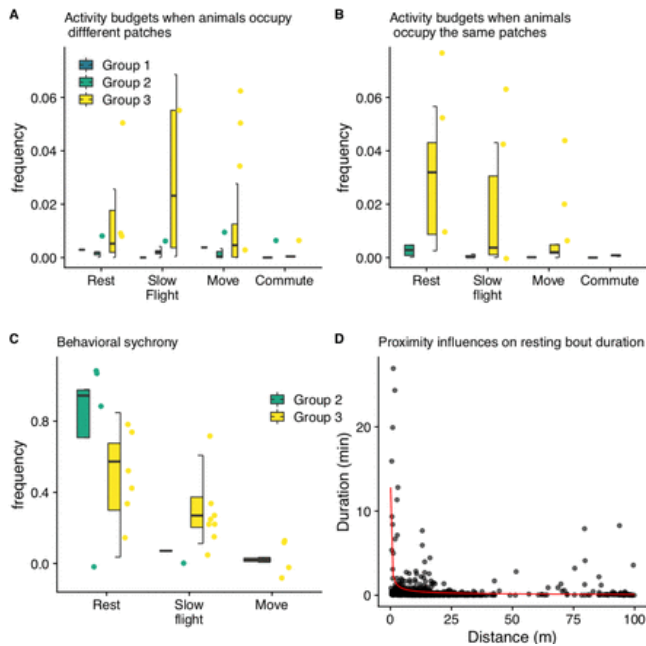 A Activity budgets when animals occupy
diffferent patches
Group 1
Group 2
Group 3
frequency
0.06
0.04
0.02
0.00
Rest Slow Move Commute
Flight
B Activity budgets when animals
occupy the same patches
frequency
0.06
0.04
0.02
0.00
Rest Slow Move Commute
flight
C Behavioral sychrony
Group 2
Group 3
frequency
0.8
0.4
0.0
Rest Slow Move
flight
D Proximity influences on resting bout duration
Duration (min)
20
10
0
0 25 50 75 100
Distance (m)